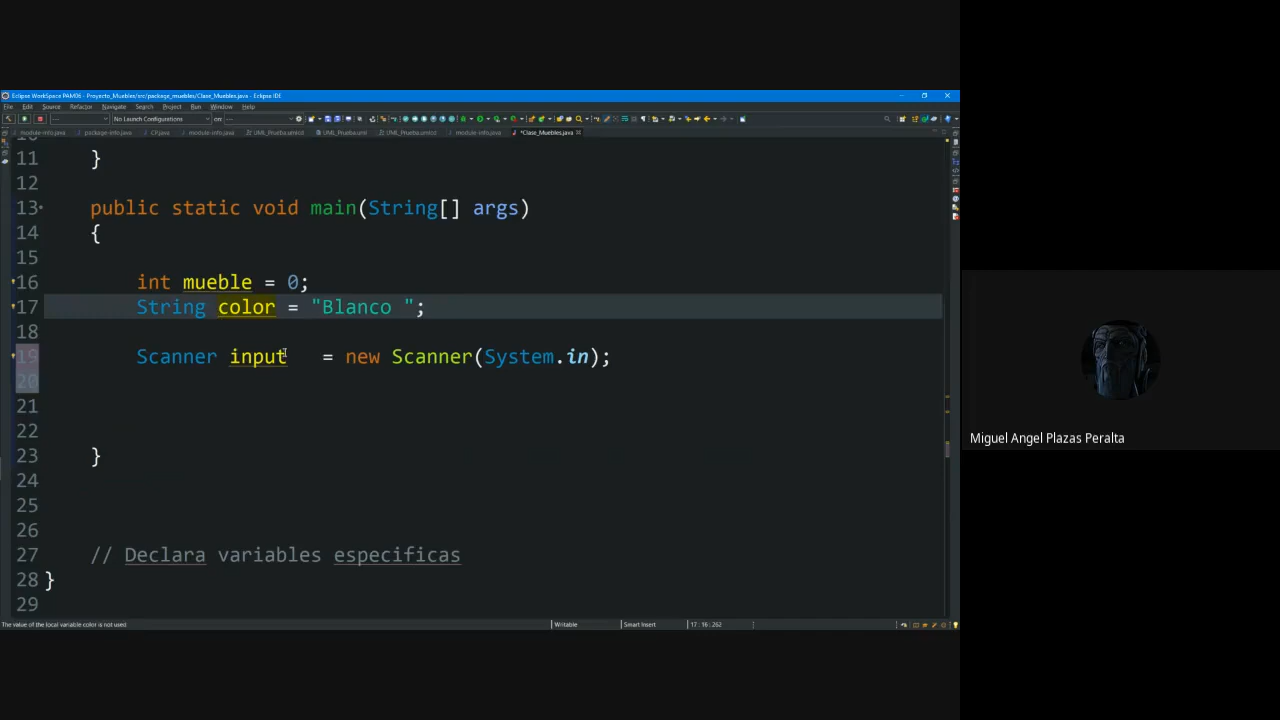 Eclipse WorkSpace PAM06 - Proyecto_Muebles/src/package_muebles/Clase_Muebles.java - Eclipse IDE
File Edit Source Refactor Navigate Search Project Run Window Help
No Launch Configurations on: ---
module-info.java package-info.java module-info.java UML_Prueba.umlcd UML_Prueba.uml UML_Prueba.umlcd module-info.java *Clase_Muebles.java
11 }
12
13 public static void main(String[] args)
14 {
15
16 int mueble = 0;
17 String color = "Blanco ";
18
19 Scanner input = new Scanner(System.in);
20
21
22
23 }
24
25
26
27 // Declara variables especificas
28 }
29
Miguel Angel Plazas Peralta
The value of the local variable color is not used Writable Smart Insert 17 : 16 : 262